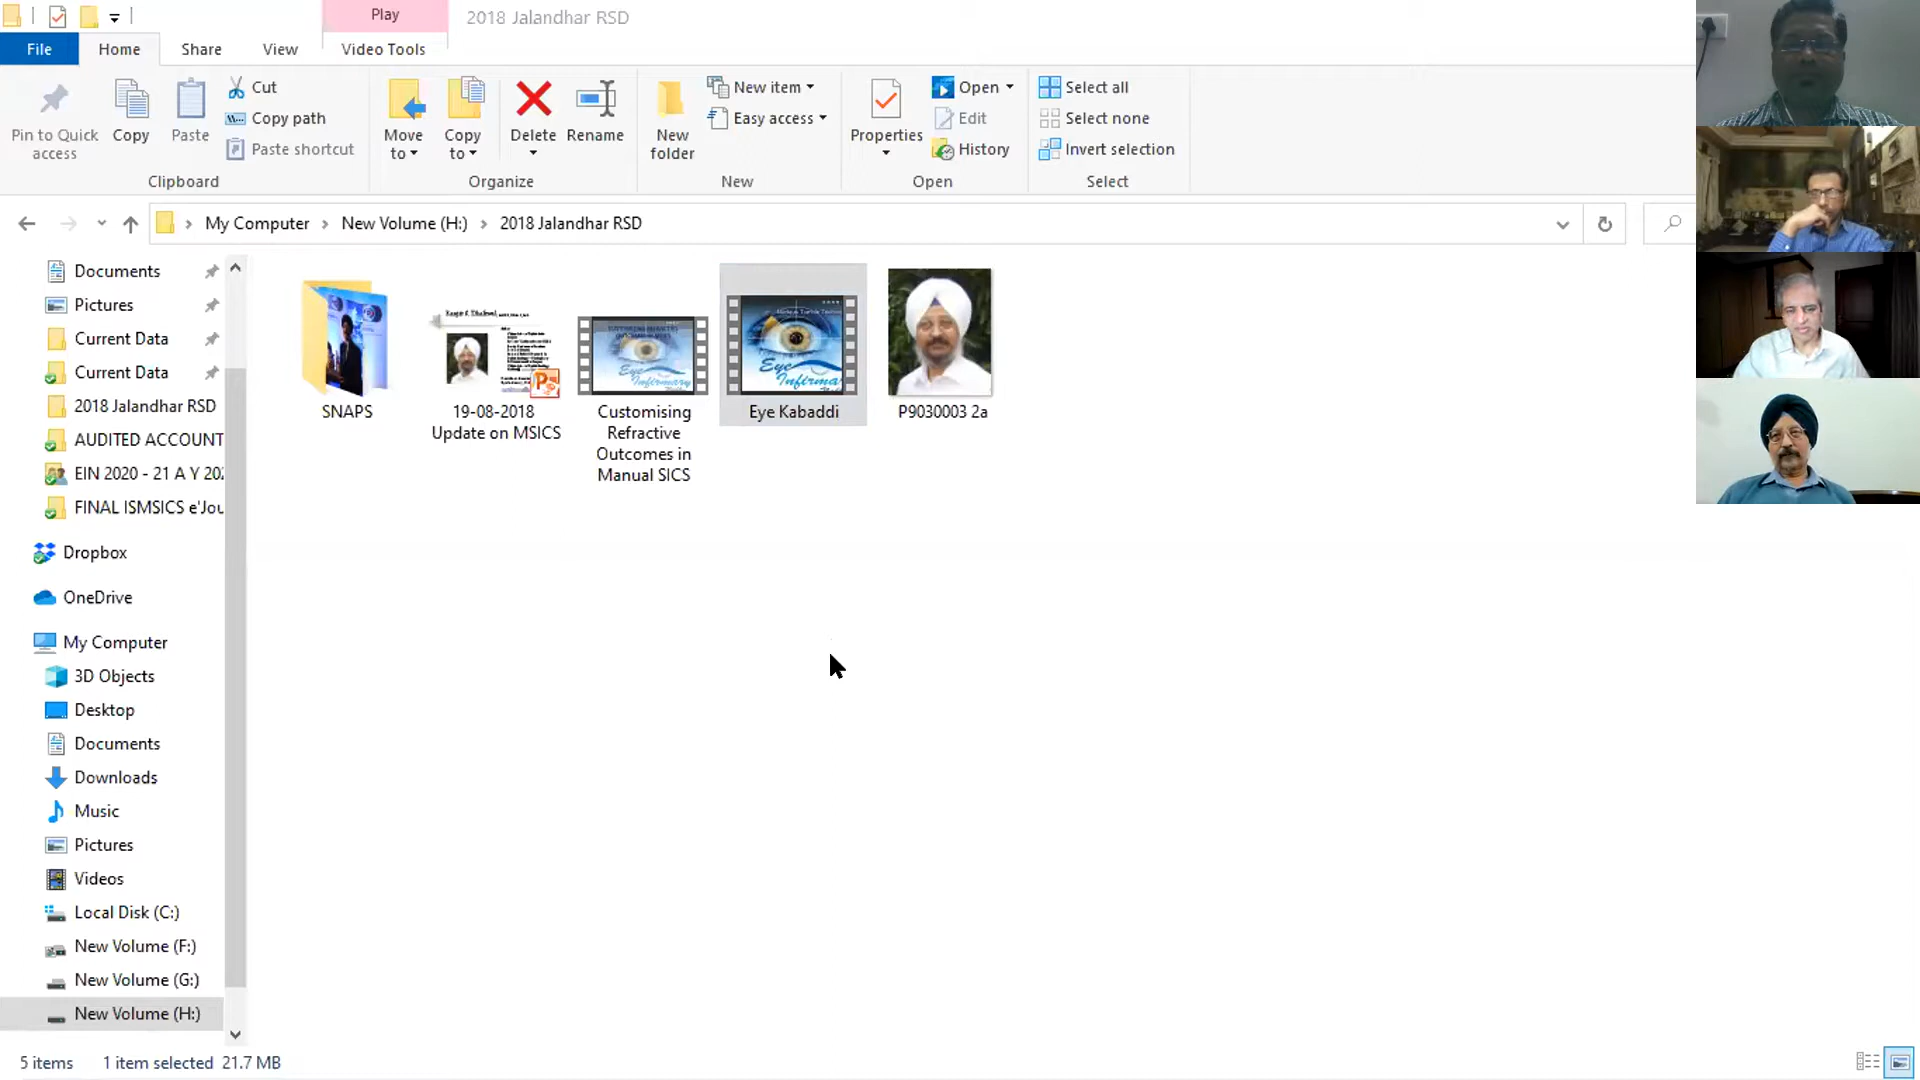 Play
2018 Jalandhar RSD
File
Home
Share
View
Video Tools
Pin to Quick
access
Copy
Paste
Cut
Copy path
Paste shortcut
Clipboard
Move
to
Copy
to
Delete
Rename
Organize
New
folder
New item
Easy access
New
Properties
Open
Edit
History
Open
Select all
Select none
Invert selection
Select
My Computer
New Volume (H:)
2018 Jalandhar RSD
Documents
Pictures
Current Data
Current Data
2018 Jalandhar RSD
AUDITED ACCOUNT
EIN 2020 - 21 A Y 202
FINAL ISMSICS e'Jou
Dropbox
OneDrive
My Computer
3D Objects
Desktop
Documents
Downloads
Music
Pictures
Videos
Local Disk (C:)
New Volume (F:)
New Volume (G:)
New Volume (H:)
SNAPS
19-08-2018
Update on MSICS
Eye
Infirmary
Customising
Refractive
Outcomes in
Manual SICS
Eye
Infirmary
Eye Kabaddi
P9030003 2a
5 items
1 item selected 21.7 MB